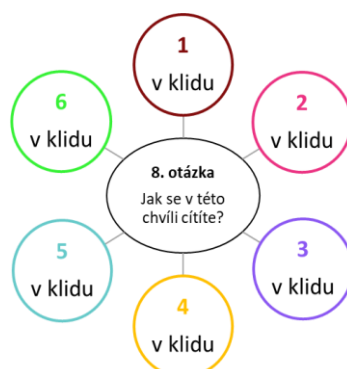 8. otázka
Jak se v této
chvíli cítíte?
1
v klidu
2
v klidu
3
v klidu
4
v klidu
5
v klidu
6
v klidu